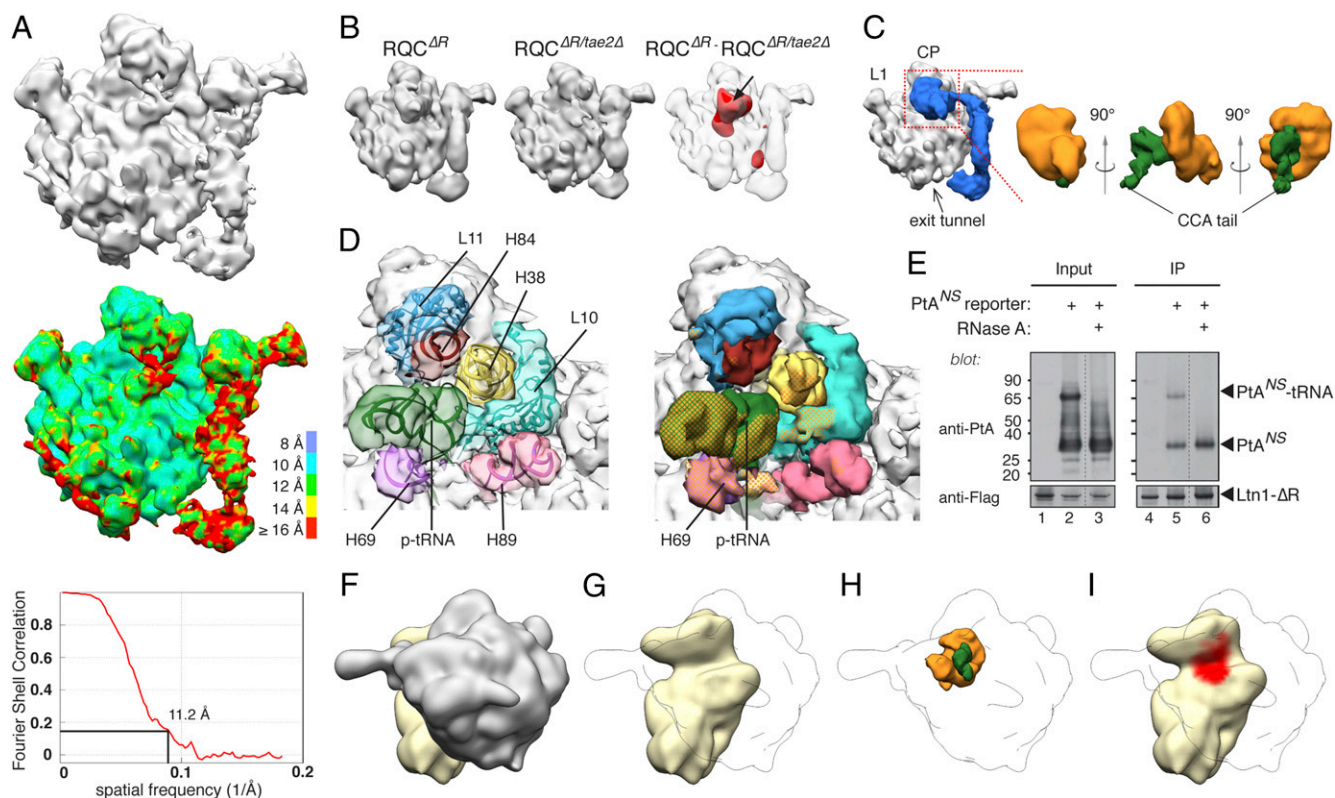 A
8 Å
10 Å
12 Å
14 Å
≥ 16 Å
Fourier Shell Correlation
0.8
0.6
0.4
0.2
0
11.2 Å
0
0.1
0.2
spatial frequency (1/Å)
B
RQC^ΔR
RQC^ΔR/tae2Δ
RQC^ΔR - RQC^ΔR/tae2Δ
C
CP
L1
exit tunnel
90°
90°
CCA tail
D
L11
H84
H38
L10
H69
p-tRNA
H89
H69
p-tRNA
E
Input
IP
PtA^NS reporter:
+
+
+
+
RNase A:
+
+
blot:
anti-PtA
90
65
50
40
25
20
PtA^NS-tRNA
PtA^NS
anti-Flag
Ltn1-ΔR
1
2
3
4
5
6
F
G
H
I